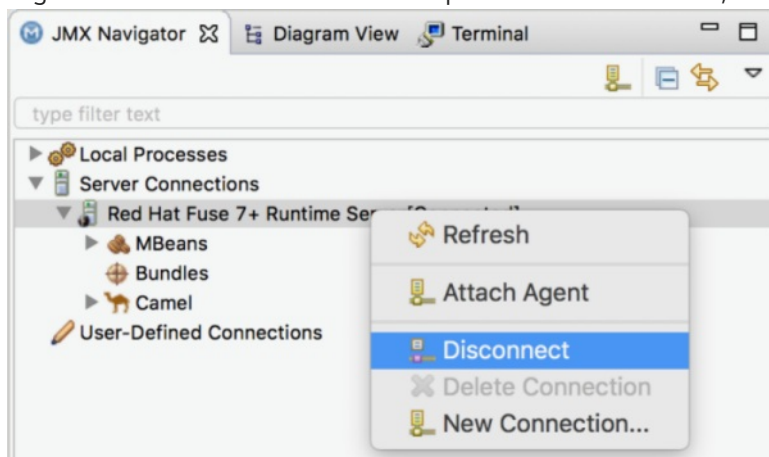 JMX Navigator Diagram View Terminal
type filter text
Local Processes
Server Connections
Red Hat Fuse 7+ Runtime
MBeans
Bundles
Camel
User-Defined Connections
Refresh
Attach Agent
Disconnect
Delete Connection
New Connection...